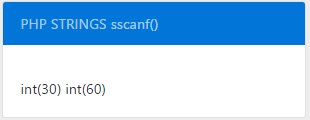 PHP STRINGS sscanf()
int(30) int(60)